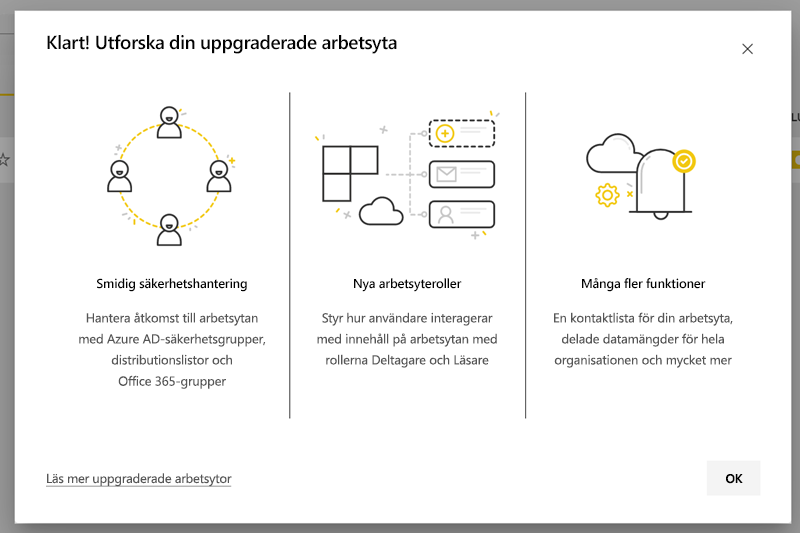 Klart! Utforska din uppgraderade arbetsyta
Smidig säkerhetshantering
Hantera åtkomst till arbetsytan
med Azure AD-säkerhetsgrupper,
distributionslistor och
Office 365-grupper
Nya arbetsyteroller
Styr hur användare interagerar
med innehåll på arbetsytan med
rollerna Deltagare och Läsare
Många fler funktioner
En kontaktlista för din arbetsyta,
delade datamängder för hela
organisationen och mycket mer
Läs mer uppgraderade arbetsytor
OK